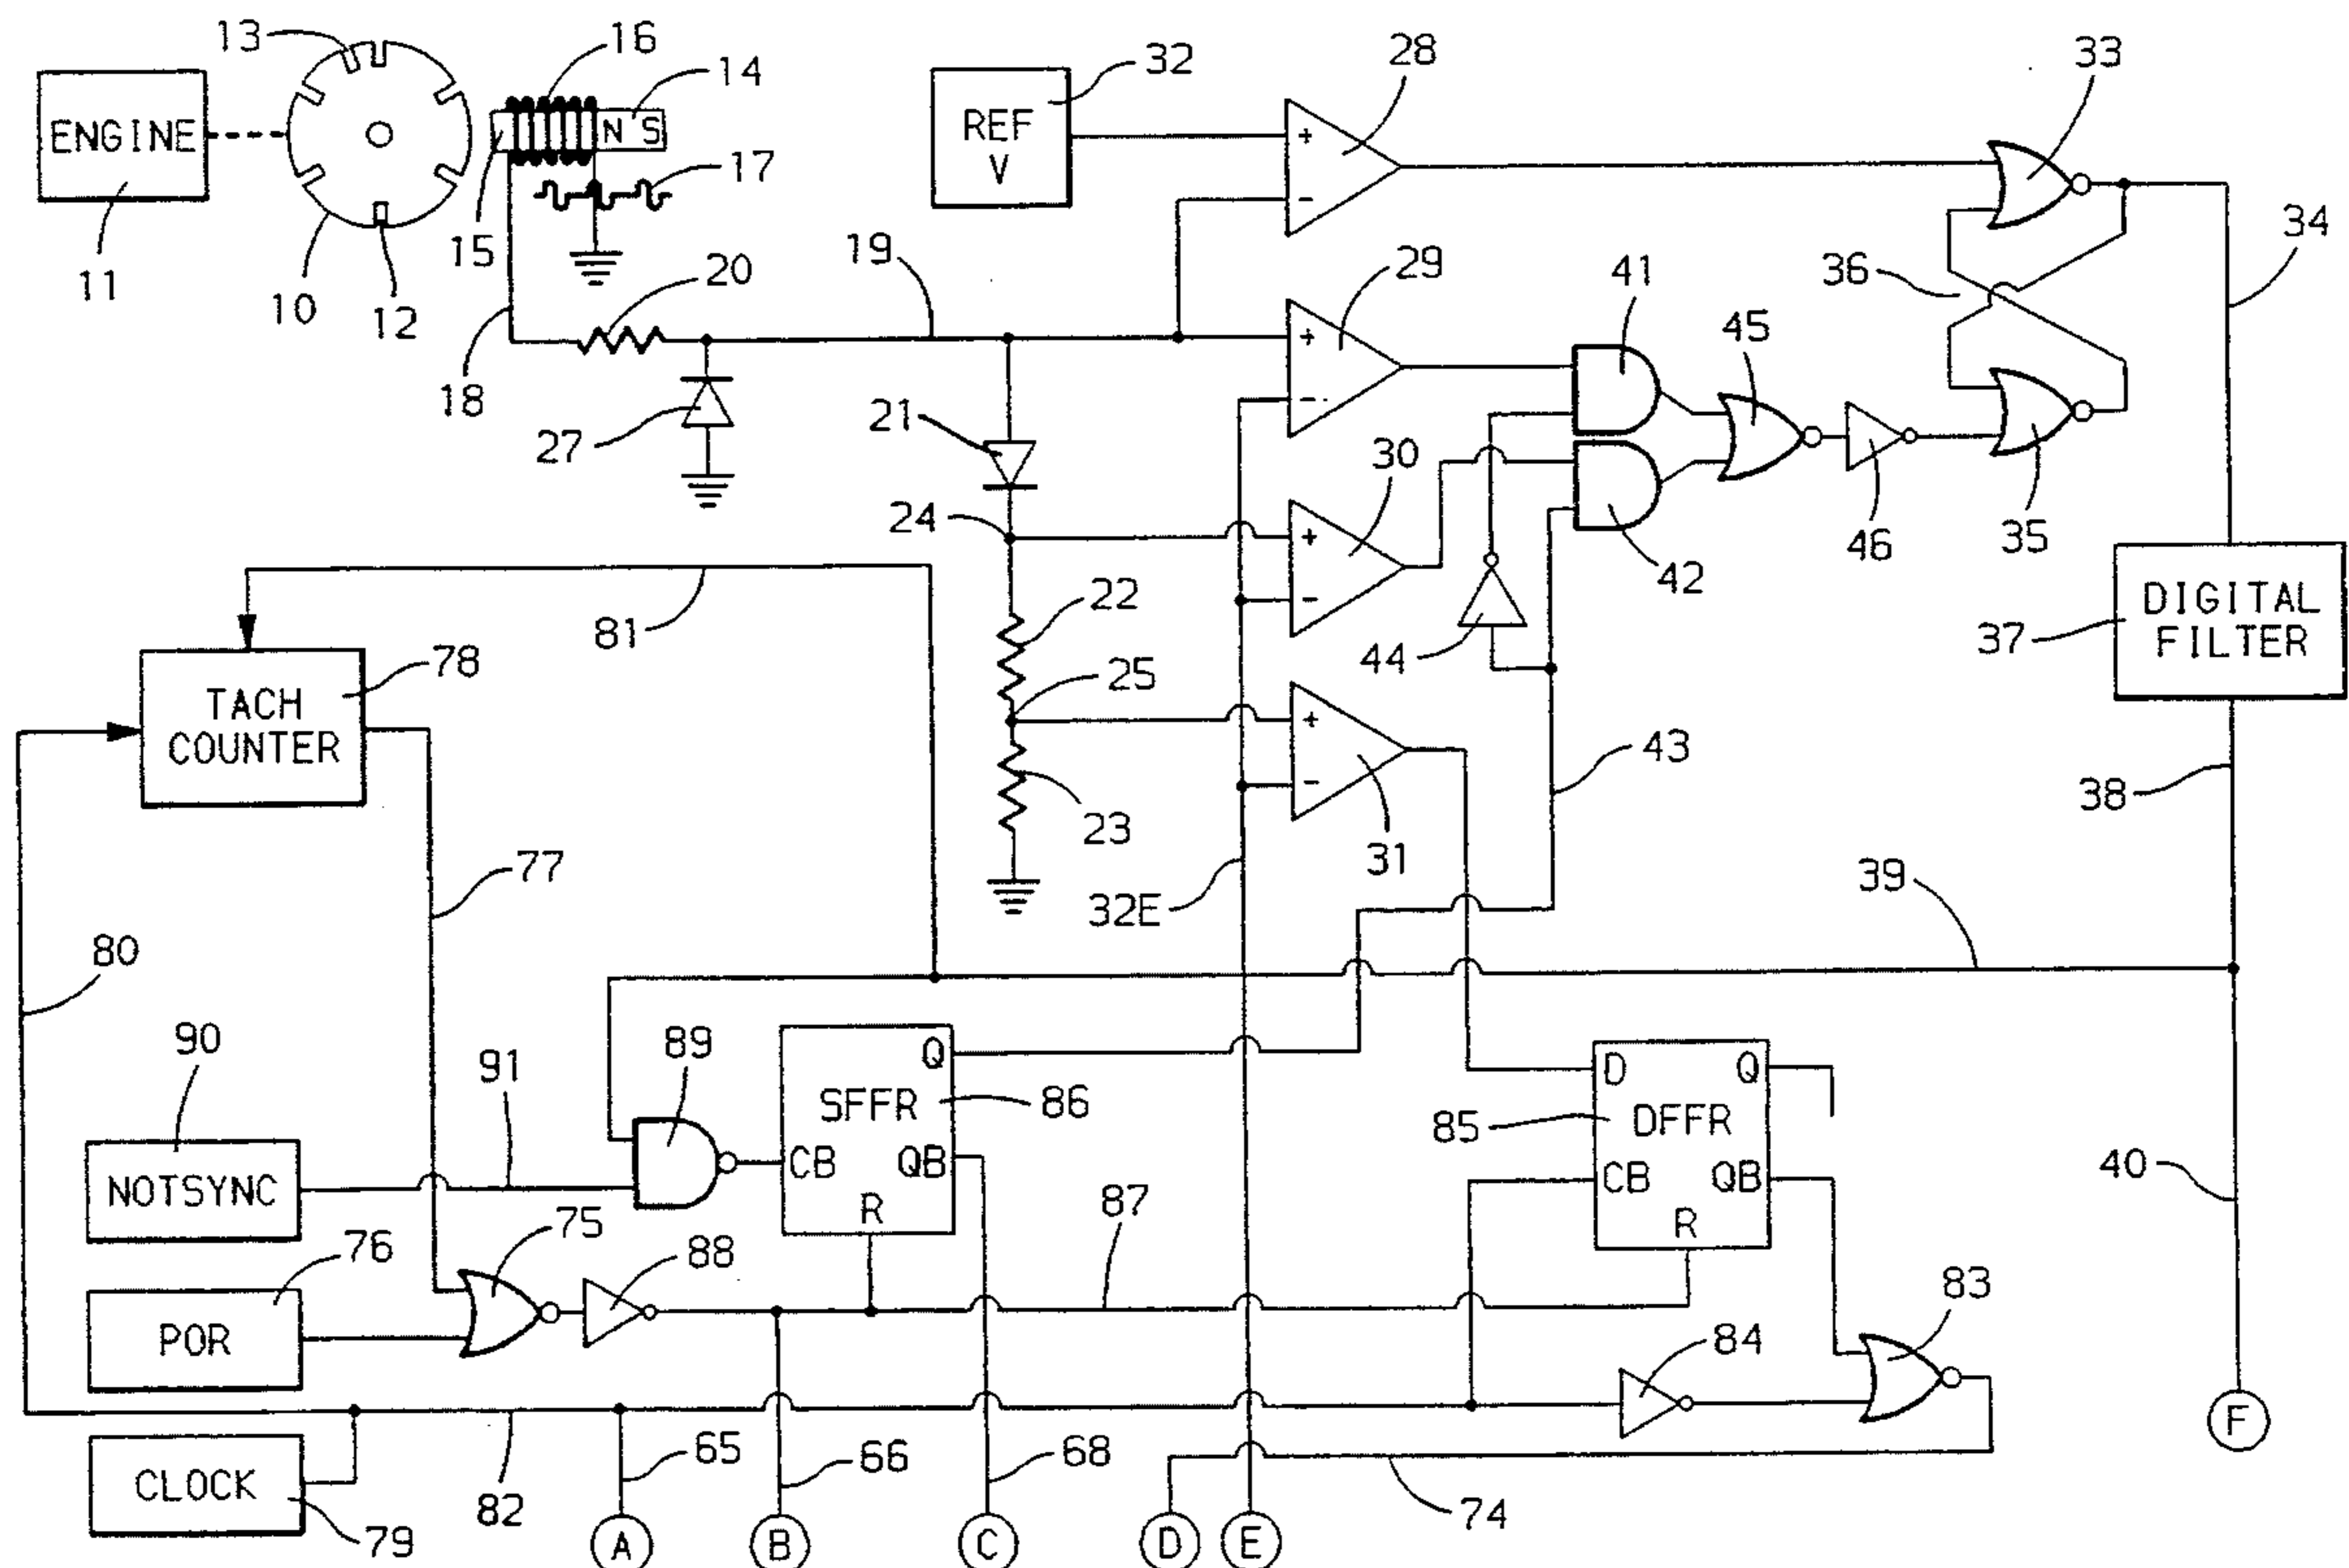 13
16
14
32
28
33
ENGINE
N S
REF
V
+
-
17
11
10
12
15
20
19
29
41
36
34
45
18
27
21
+
-
24
30
42
46
35
+
-
81
22
44
DIGITAL
FILTER
37
78
TACH
COUNTER
25
+
-
43
23
31
38
77
32E
39
80
90
91
89
Q
SFFR
86
CB
QB
R
D
Q
85
DFFR
CB
QB
R
40
NOTSYNC
76
75
88
87
83
POR
84
CLOCK
79
82
65
66
68
74
F
A
B
C
D
E